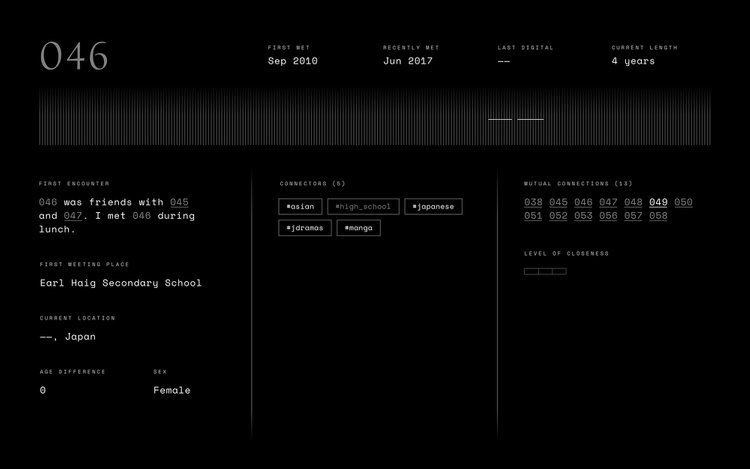 046
FIRST MET
Sep 2010
RECENTLY MET
Jun 2017
LAST DIGITAL
——
CURRENT LENGTH
4 years
FIRST ENCOUNTER
046 was friends with 045
and 047. I met 046 during
lunch.
FIRST MEETING PLACE
Earl Haig Secondary School
CURRENT LOCATION
——, Japan
AGE DIFFERENCE
0
SEX
Female
CONNECTORS (5)
#asian #high_school #japanese
#jdramas #manga
MUTUAL CONNECTIONS (13)
038 045 046 047 048 049 050
051 052 053 056 057 058
LEVEL OF CLOSENESS